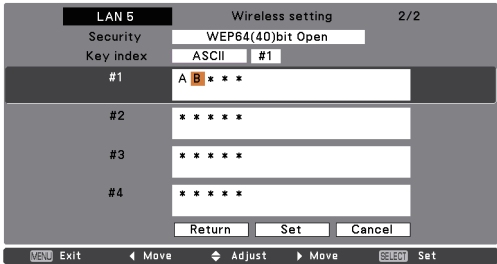 LAN 5 Wireless setting 2/2
Security WEP64(40)bit Open
Key index ASCII #1
#1 A B * * *
#2 * * * * *
#3 * * * * *
#4 * * * * *
Return Set Cancel
MENU Exit Move Adjust Move SELECT Set